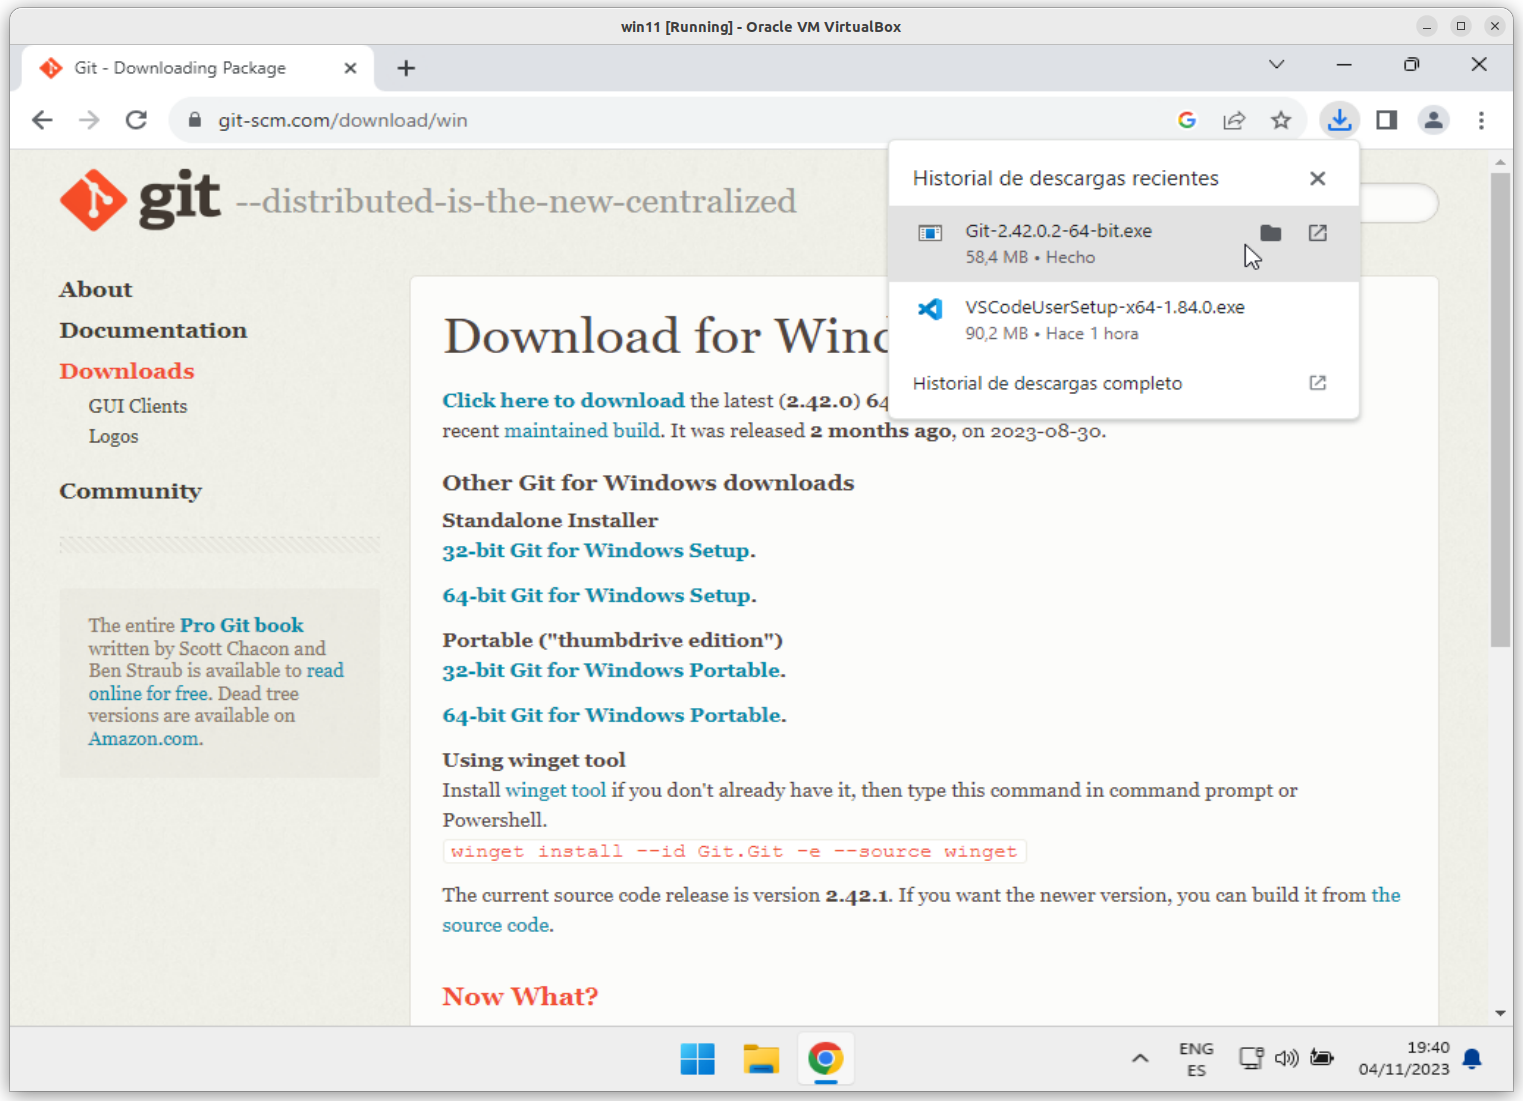 win11 [Running] - Oracle VM VirtualBox
Git - Downloading Package
git-scm.com/download/win
git --distributed-is-the-new-centralized
Historial de descargas recientes
Git-2.42.0.2-64-bit.exe
58,4 MB • Hecho
VSCodeUserSetup-x64-1.84.0.exe
90,2 MB • Hace 1 hora
Historial de descargas completo
About
Documentation
Downloads
GUI Clients
Logos
Community
The entire Pro Git book
written by Scott Chacon and
Ben Straub is available to read
online for free. Dead tree
versions are available on
Amazon.com.
Download for Wind
Click here to download the latest (2.42.0) 64
recent maintained build. It was released 2 months ago, on 2023-08-30.
Other Git for Windows downloads
Standalone Installer
32-bit Git for Windows Setup.
64-bit Git for Windows Setup.
Portable ("thumbdrive edition")
32-bit Git for Windows Portable.
64-bit Git for Windows Portable.
Using winget tool
Install winget tool if you don't already have it, then type this command in command prompt or
Powershell.
winget install --id Git.Git -e --source winget
The current source code release is version 2.42.1. If you want the newer version, you can build it from the
source code.
Now What?
ENG
ES
19:40
04/11/2023